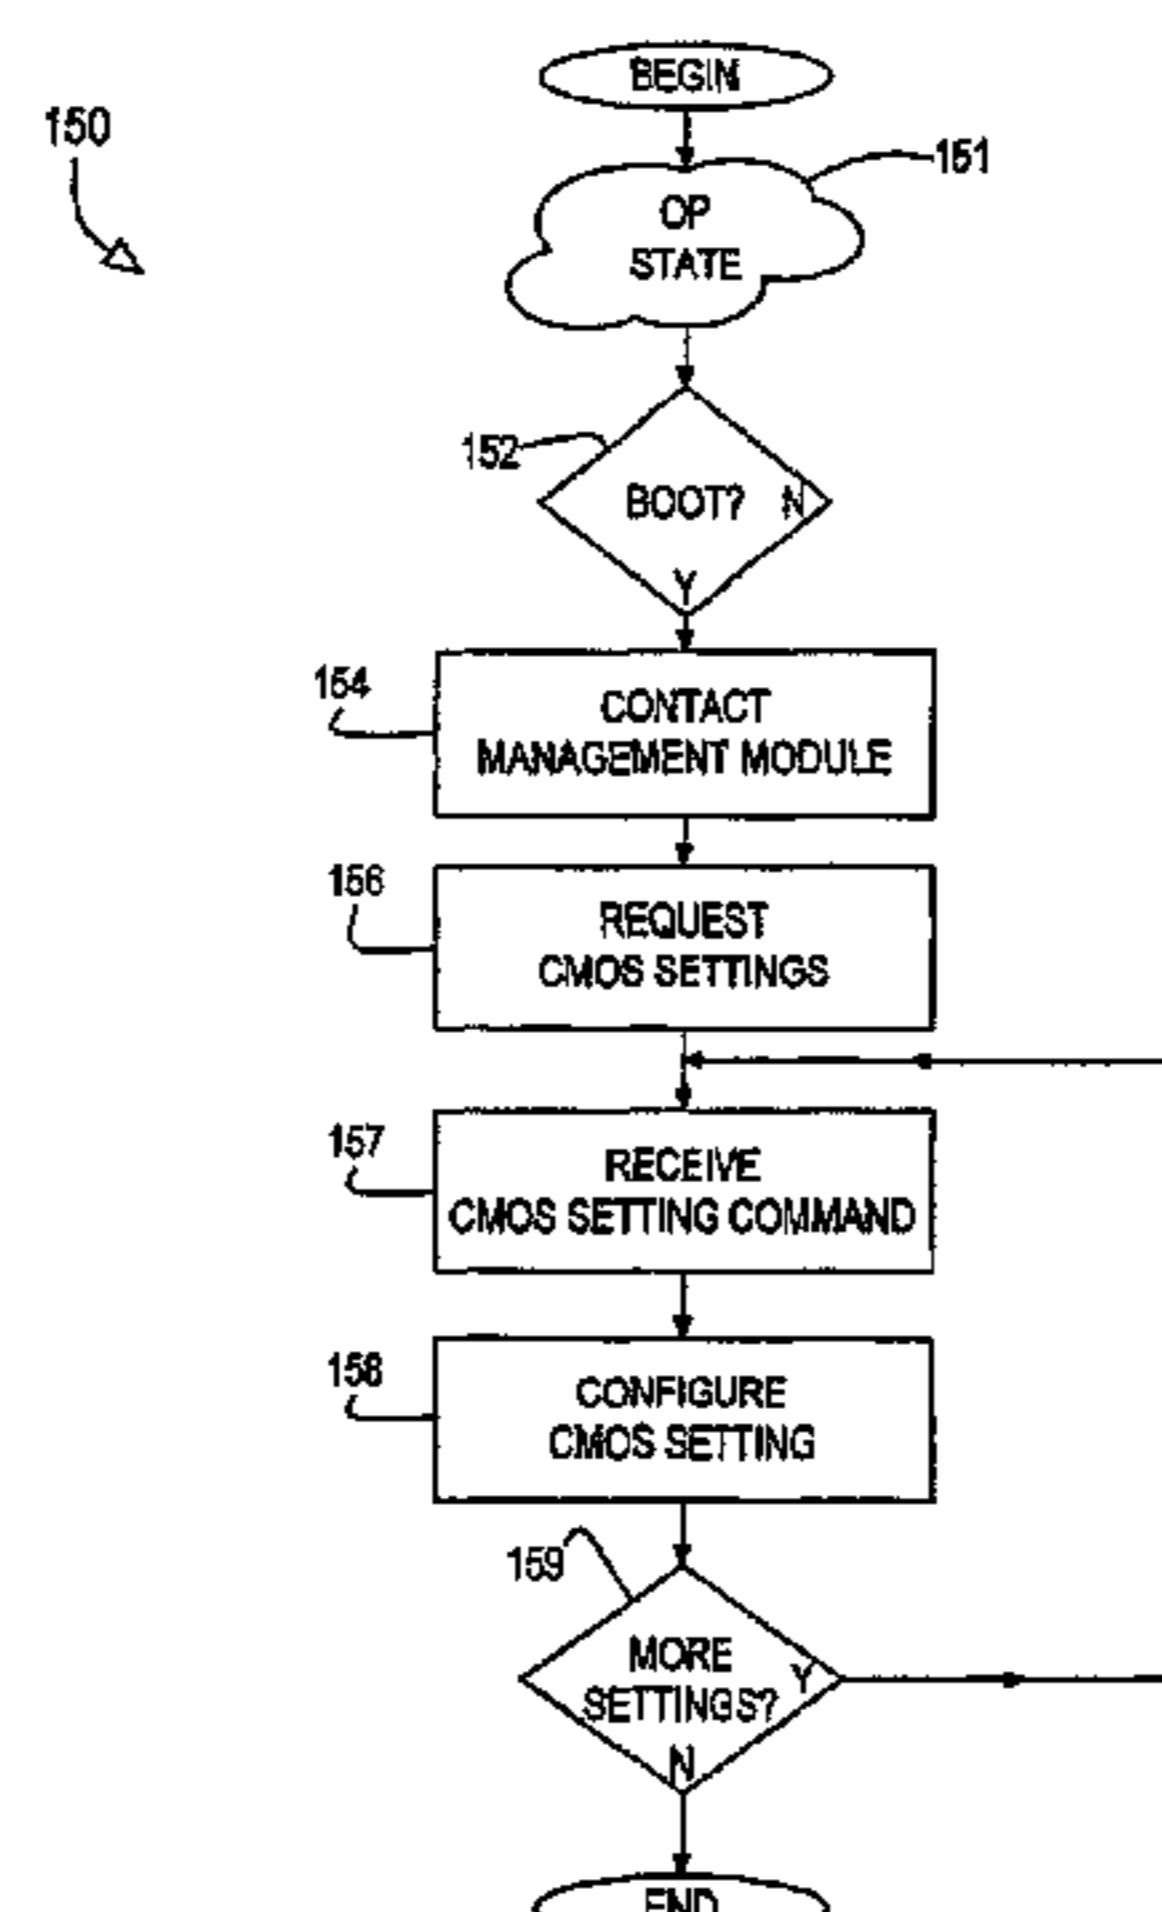 BEGIN
150
151
OP
STATE
152
BOOT? N
Y
154
CONTACT
MANAGEMENT MODULE
156
REQUEST
CMOS SETTINGS
157
RECEIVE
CMOS SETTING COMMAND
158
CONFIGURE
CMOS SETTING
159
MORE
SETTINGS? Y
N
END